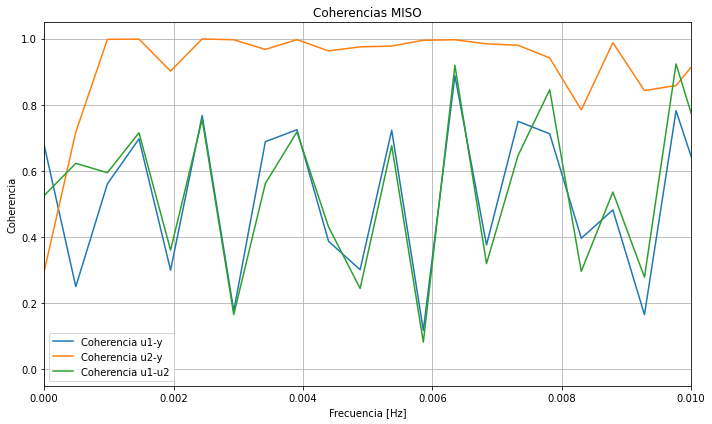 Coherencias MISO
Coherencia
1.0
0.8
0.6
0.4
0.2
0.0
Coherencia u1-y
Coherencia u2-y
Coherencia u1-u2
0.000
0.002
0.004
0.006
0.008
0.010
Frecuencia [Hz]